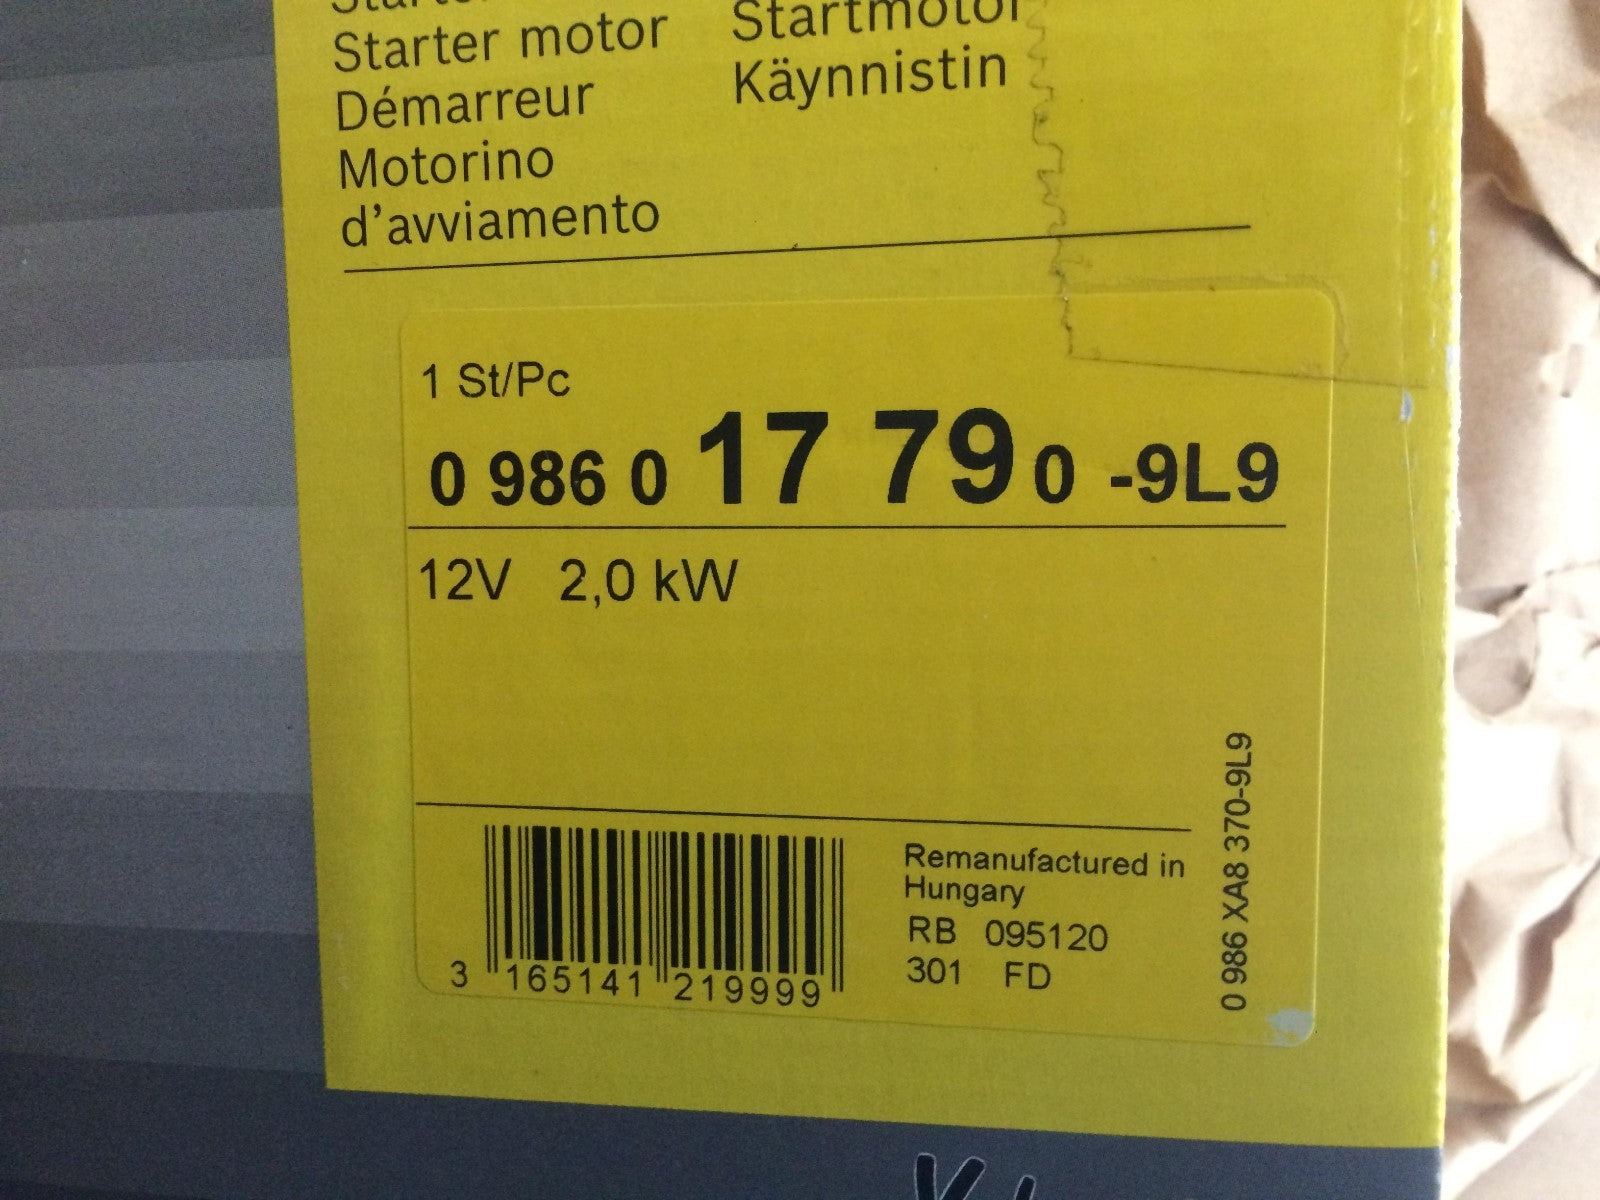 Starter motor
Démarreur
Motorino
d'avviamento
Startmotor
Käynnistin
1 St/Pc
0 986 0 17 79 0 -9L9
12V 2,0 kW
3 165141 219999
Remanufactured in
Hungary
RB 095120
301 FD
0 986 XA8 370-9L9